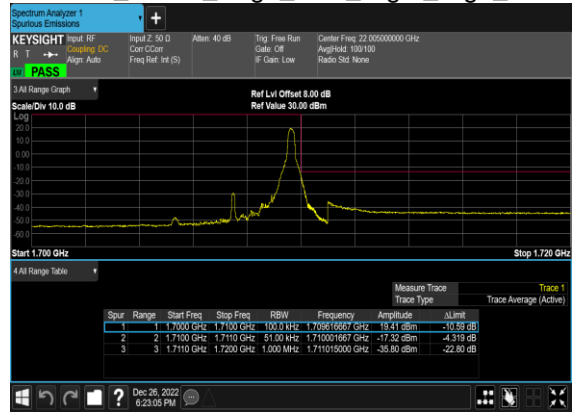 Spectrum Analyzer 1
Spurious Emissions
+
KEYSIGHT Input: RF Input Z: 50 Ω Atten: 40 dB Trig: Free Run Center Freq: 22.005000000 GHz
R T Coupling: DC Corr CCorr Gate: Off Avg|Hold: 100/100
Align: Auto Freq Ref: Int (S) IF Gain: Low Radio Std: None
PASS
3 All Range Graph
Ref Lvl Offset 8.00 dB
Scale/Div 10.0 dB Ref Value 30.00 dBm
Log
20.0
10.0
0.00
-10.0
-20.0
-30.0
-40.0
-50.0
-60.0
Start 1.700 GHz Stop 1.720 GHz
4 All Range Table
Measure Trace Trace 1
Trace Type Trace Average (Active)
Spur Range Start Freq Stop Freq RBW Frequency Amplitude ΔLimit
1 1 1.7000 GHz 1.7100 GHz 100.0 kHz 1.709616667 GHz 19.41 dBm -10.59 dB
2 2 1.7100 GHz 1.7110 GHz 51.00 kHz 1.710001667 GHz -17.32 dBm -4.319 dB
3 3 1.7110 GHz 1.7200 GHz 1.000 MHz 1.711015000 GHz -35.80 dBm -22.80 dB
? Dec 26, 2022
6:23:05 PM